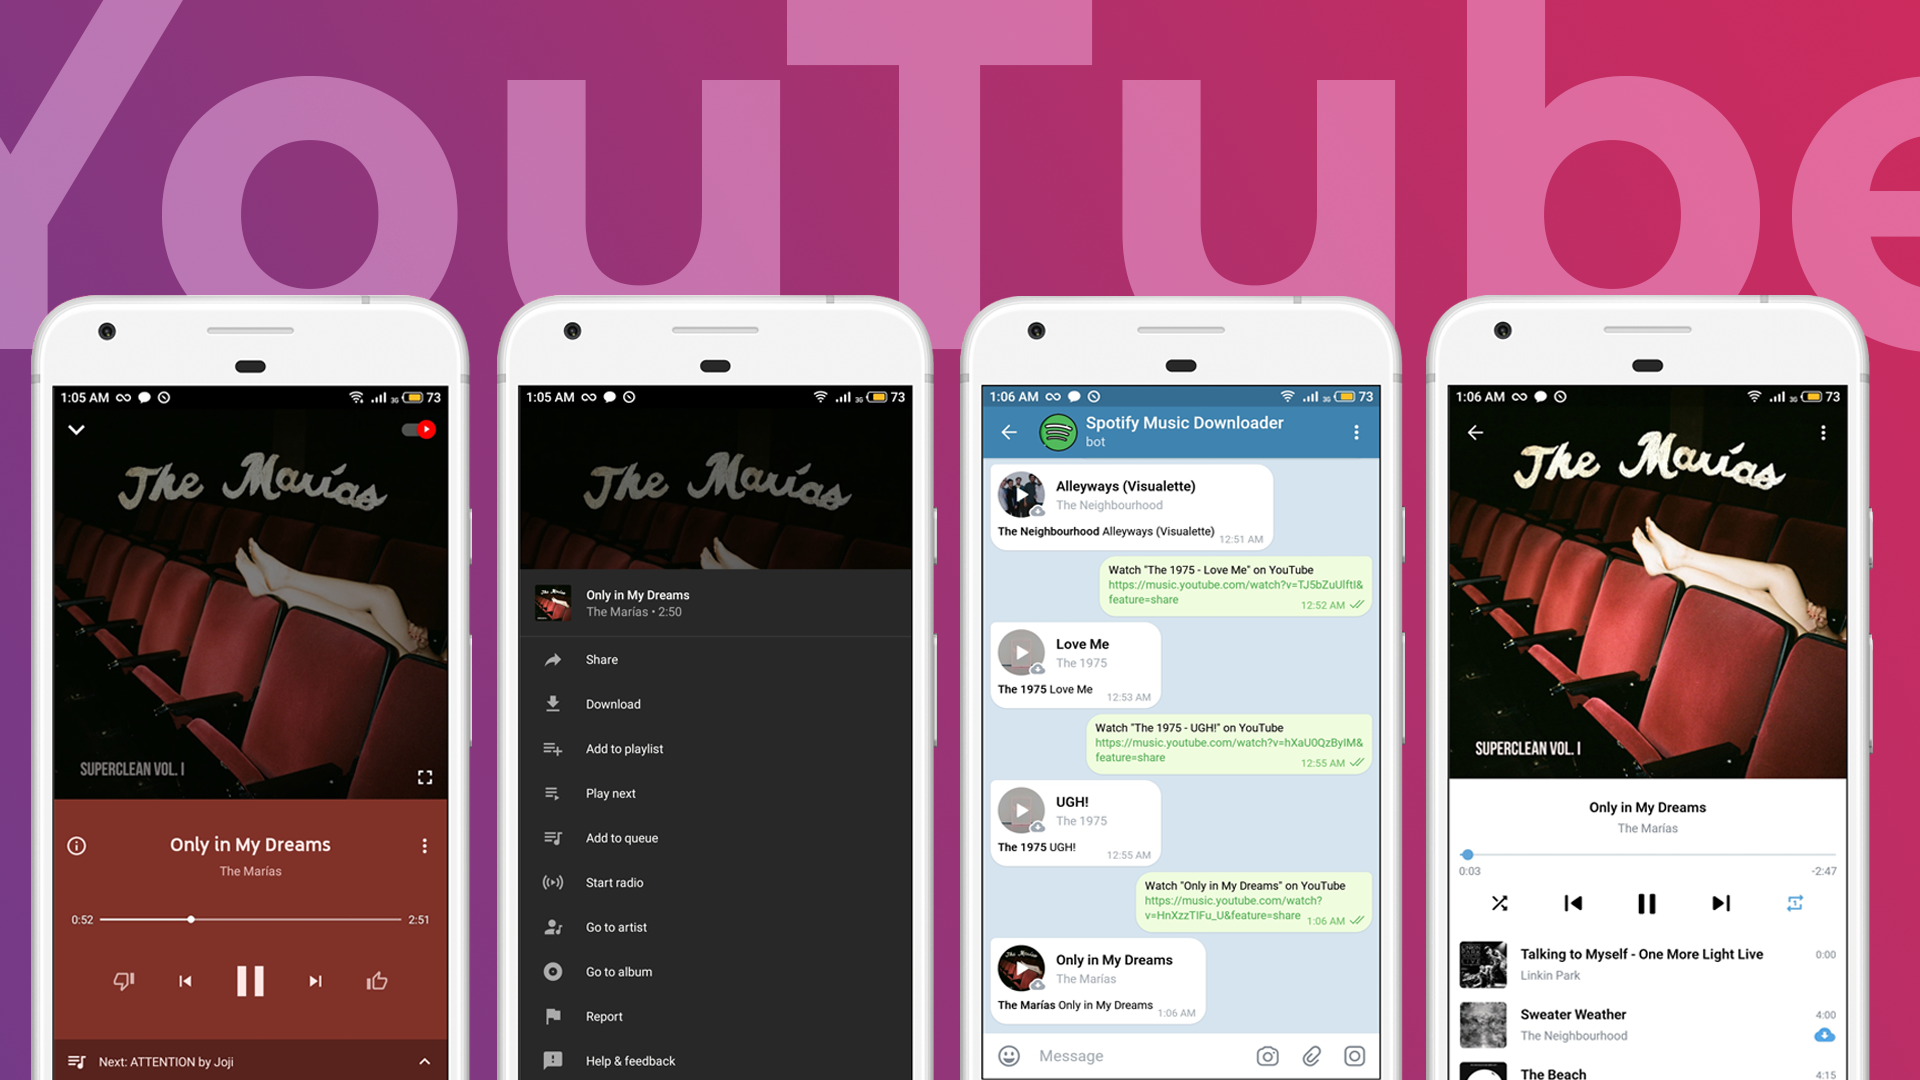 YouTube
1:05 AM
73
The Marías
SUPERCLEAN VOL. I
Only in My Dreams
The Marías
0:52
2:51
Next: ATTENTION by Joji
1:05 AM
73
The Marías
Only in My Dreams
The Marías • 2:50
Share
Download
Add to playlist
Play next
Add to queue
Start radio
Go to artist
Go to album
Report
Help & feedback
1:06 AM
73
Spotify Music Downloader
bot
Alleyways (Visualette)
The Neighbourhood
The Neighbourhood Alleyways (Visualette)
12:51 AM
Watch "The 1975 - Love Me" on YouTube
https://music.youtube.com/watch?v=TJ5bZuUlftI&
feature=share
12:52 AM
Love Me
The 1975
The 1975 Love Me
12:53 AM
Watch "The 1975 - UGH!" on YouTube
https://music.youtube.com/watch?v=hXaU0QzByIM&
feature=share
12:55 AM
UGH!
The 1975
The 1975 UGH!
12:55 AM
Watch "Only in My Dreams" on YouTube
https://music.youtube.com/watch?
v=HnXzzTIFu_U&feature=share
1:06 AM
Only in My Dreams
The Marías
The Marías Only in My Dreams
1:06 AM
Message
1:06 AM
73
The Marías
SUPERCLEAN VOL. I
Only in My Dreams
The Marías
0:03
-2:47
Talking to Myself - One More Light Live
0:00
Linkin Park
Sweater Weather
4:00
The Neighbourhood
The Beach
4:15